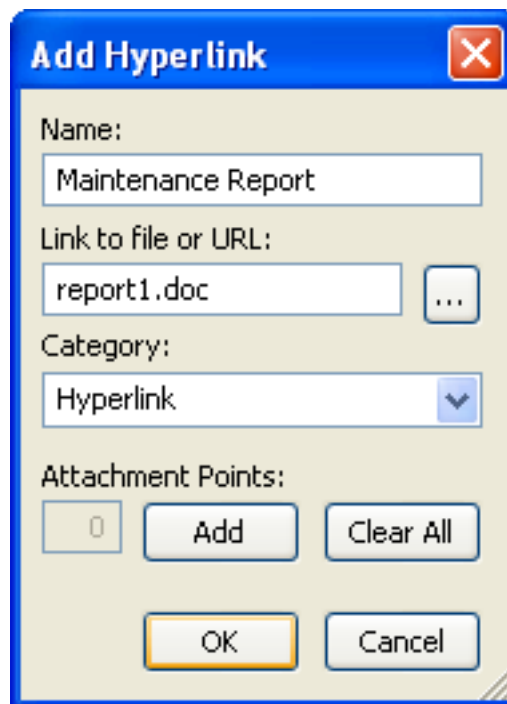 Add Hyperlink
Name:
Maintenance Report
Link to file or URL:
report1.doc
...
Category:
Hyperlink
Attachment Points:
0 Add Clear All
OK Cancel